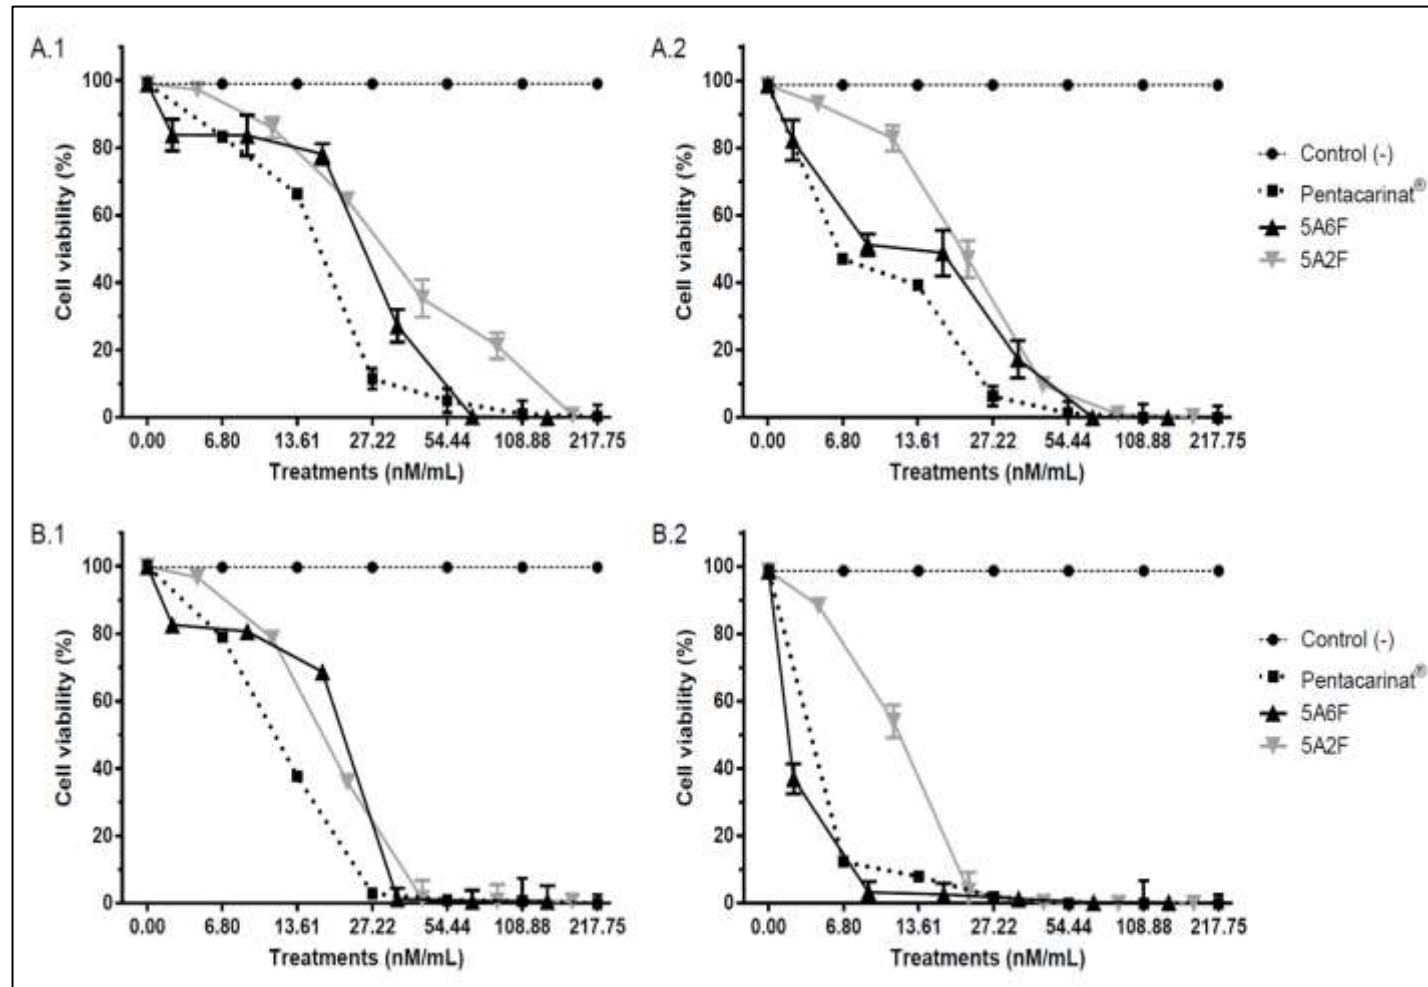 A.1
100
80
60
40
20
0
Cell viability (%)
0.00 6.80 13.61 27.22 54.44 108.88 217.75
Treatments (nM/mL)
A.2
100
80
60
40
20
0
Cell viability (%)
0.00 6.80 13.61 27.22 54.44 108.88 217.75
Treatments (nM/mL)
Control (-)
Pentacarinat®
5A6F
5A2F
B.1
100
80
60
40
20
0
Cell viability (%)
0.00 6.80 13.61 27.22 54.44 108.88 217.75
Treatments (nM/mL)
B.2
100
80
60
40
20
0
Cell viability (%)
0.00 6.80 13.61 27.22 54.44 108.88 217.75
Treatments (nM/mL)
Control (-)
Pentacarinat®
5A6F
5A2F